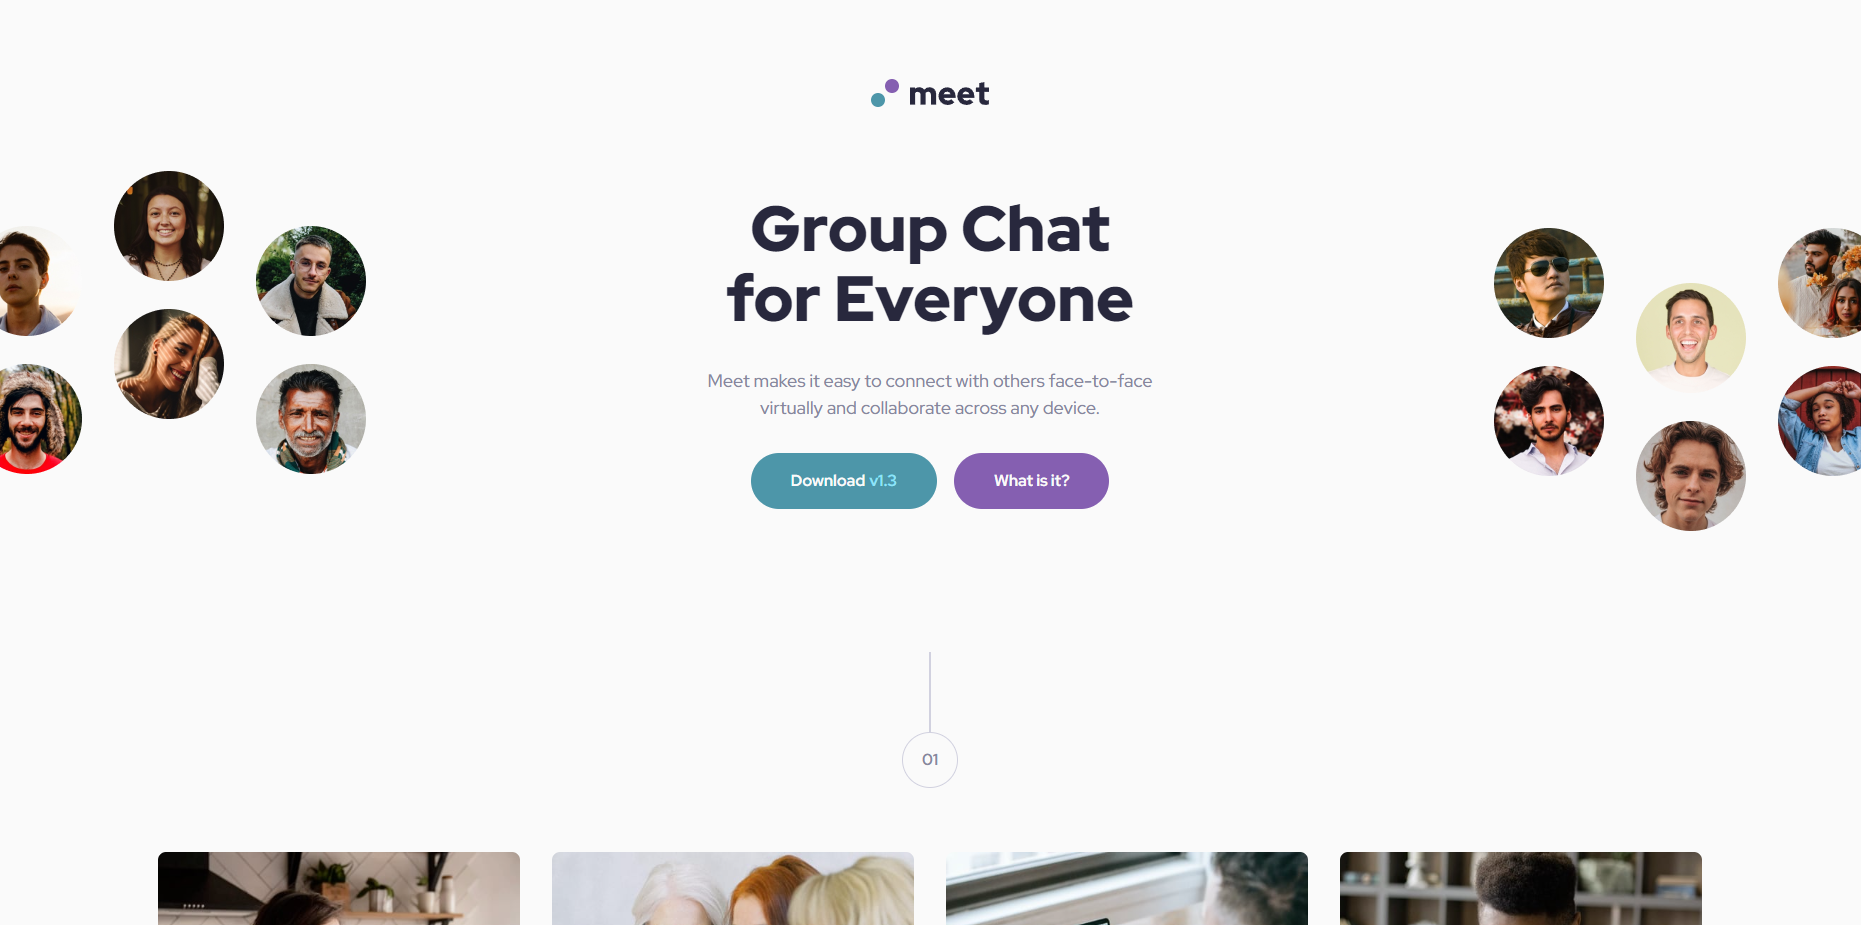 meet
Group Chat
for Everyone
Meet makes it easy to connect with others face-to-face
virtually and collaborate across any device.
Download v1.3
What is it?
01